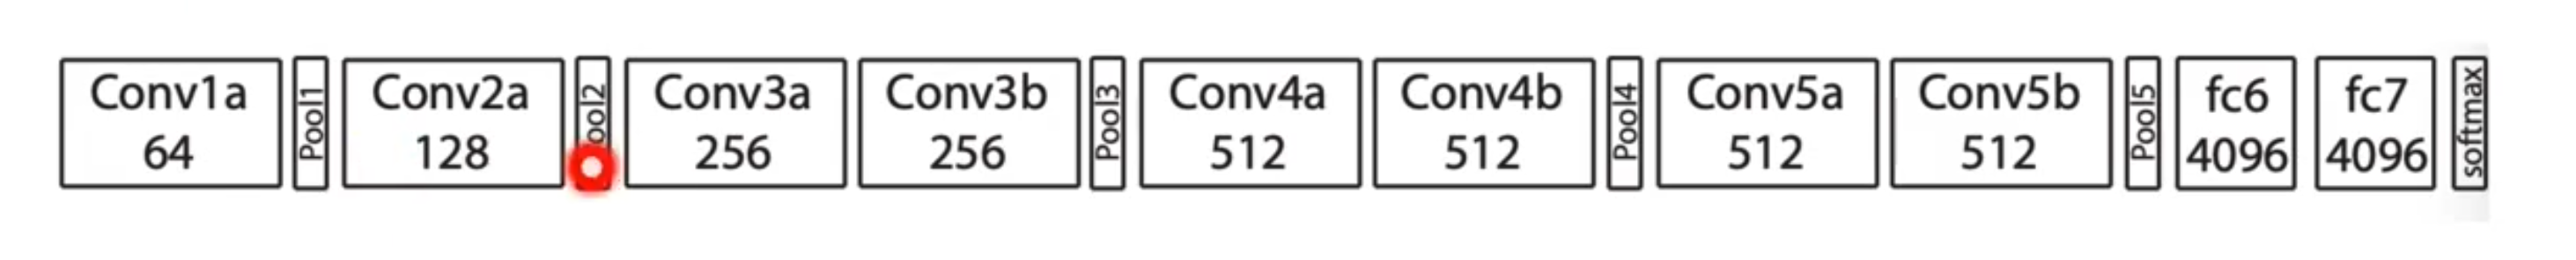 Conv1a
64
Pool1
Conv2a
128
ool2
Conv3a
256
Conv3b
256
Pool3
Conv4a
512
Conv4b
512
Pool4
Conv5a
512
Conv5b
512
Pool5
fc6
4096
fc7
4096
softmax